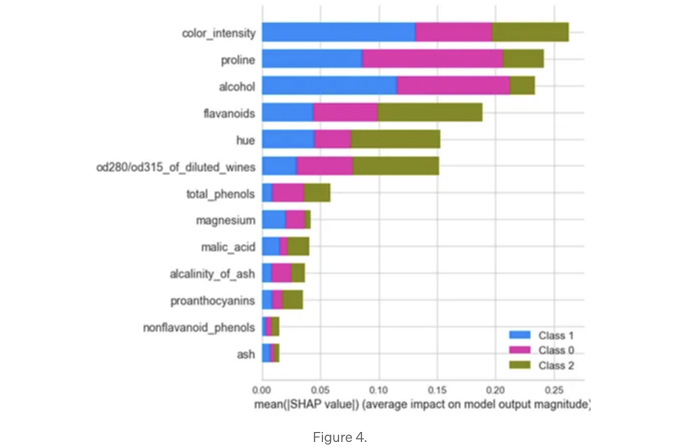 color_intensity
proline
alcohol
flavanoids
hue
od280/od315_of_diluted_wines
total_phenols
magnesium
malic_acid
alcalinity_of_ash
proanthocyanins
nonflavanoid_phenols
ash
Class 1
Class 0
Class 2
0.00 0.05 0.10 0.15 0.20 0.25
mean(|SHAP value|) (average impact on model output magnitude)
Figure 4.